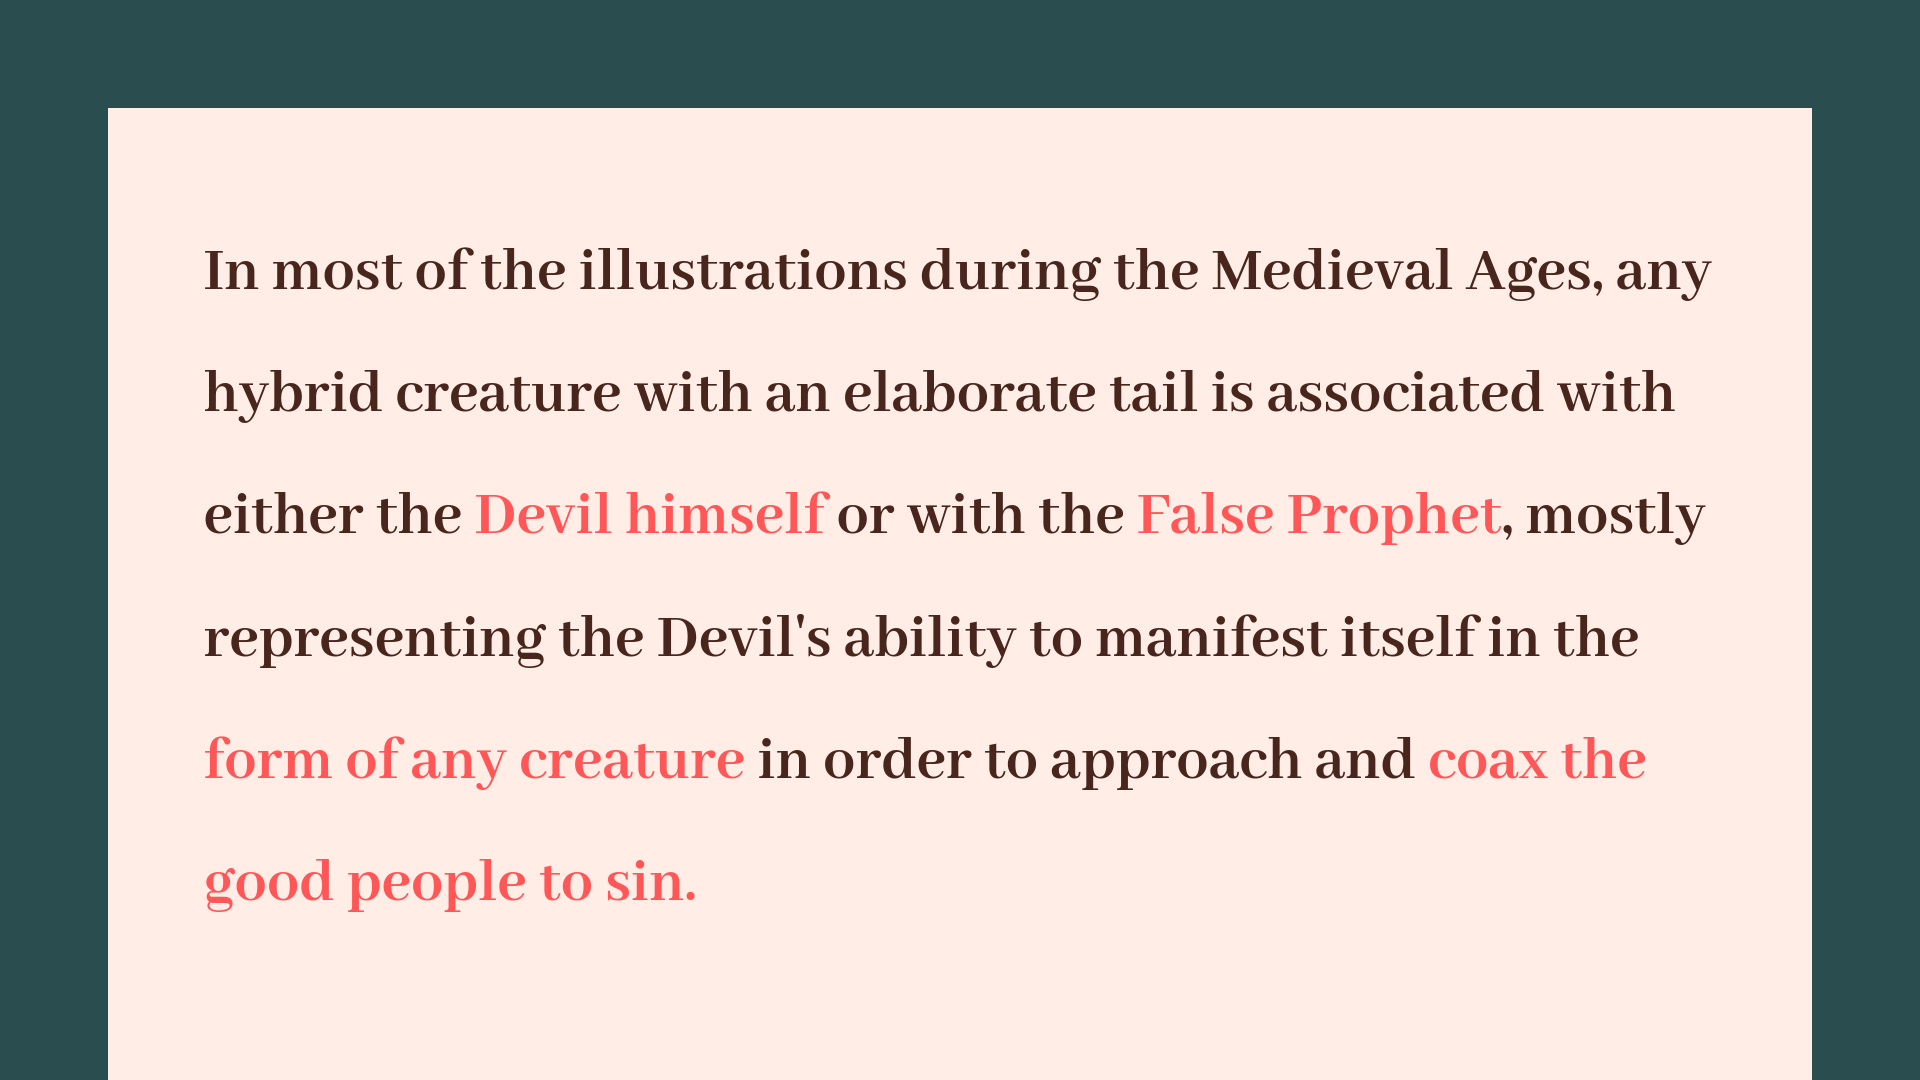 In most of the illustrations during the Medieval Ages, any
hybrid creature with an elaborate tail is associated with
either the Devil himself or with the False Prophet, mostly
representing the Devil's ability to manifest itself in the
form of any creature in order to approach and coax the
good people to sin.